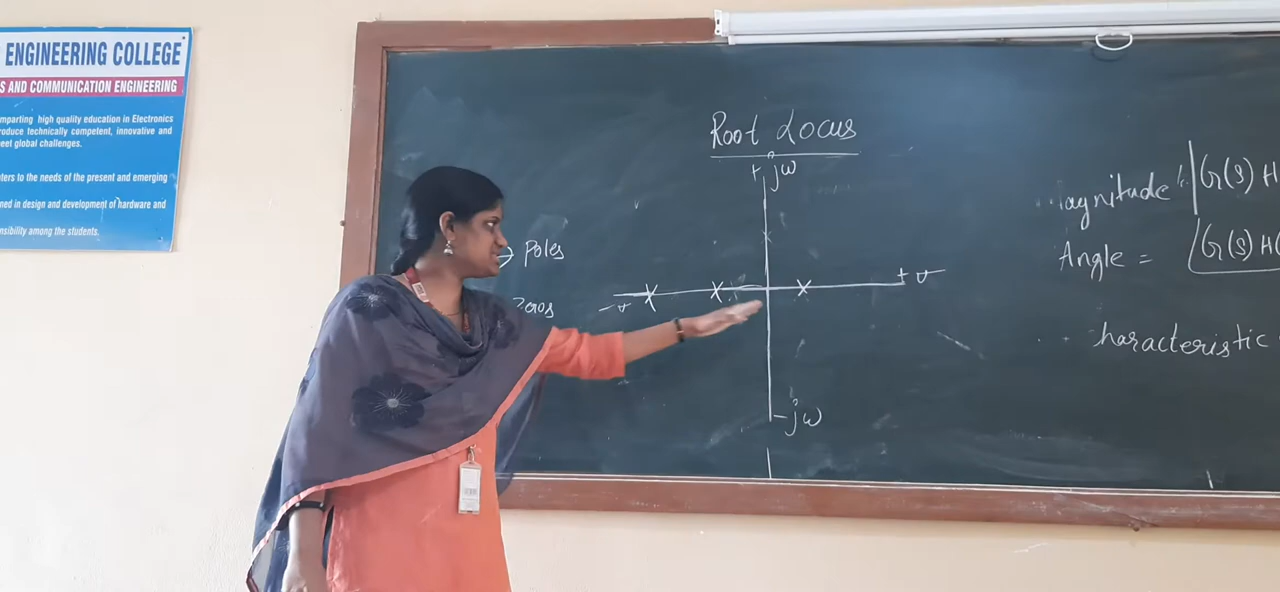 ENGINEERING COLLEGE
S AND COMMUNICATION ENGINEERING
mparting high quality education in Electronics
roduce technically competent, innovative and
eet global challenges.
ters to the needs of the present and emerging
ned in design and development of hardware and
nsibility among the students.
Root Locus
+jω
Poles
Zeros
-σ
+σ
-jω
Magnitude |G(s) H
Angle = G(s) H(
haracteristic